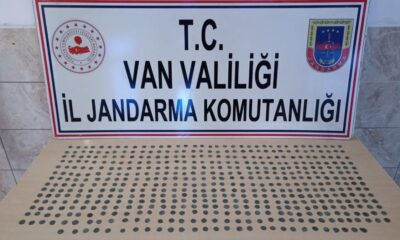 T.C.
VAN VALİLİĞİ
İL JANDARMA KOMUTANLIĞI